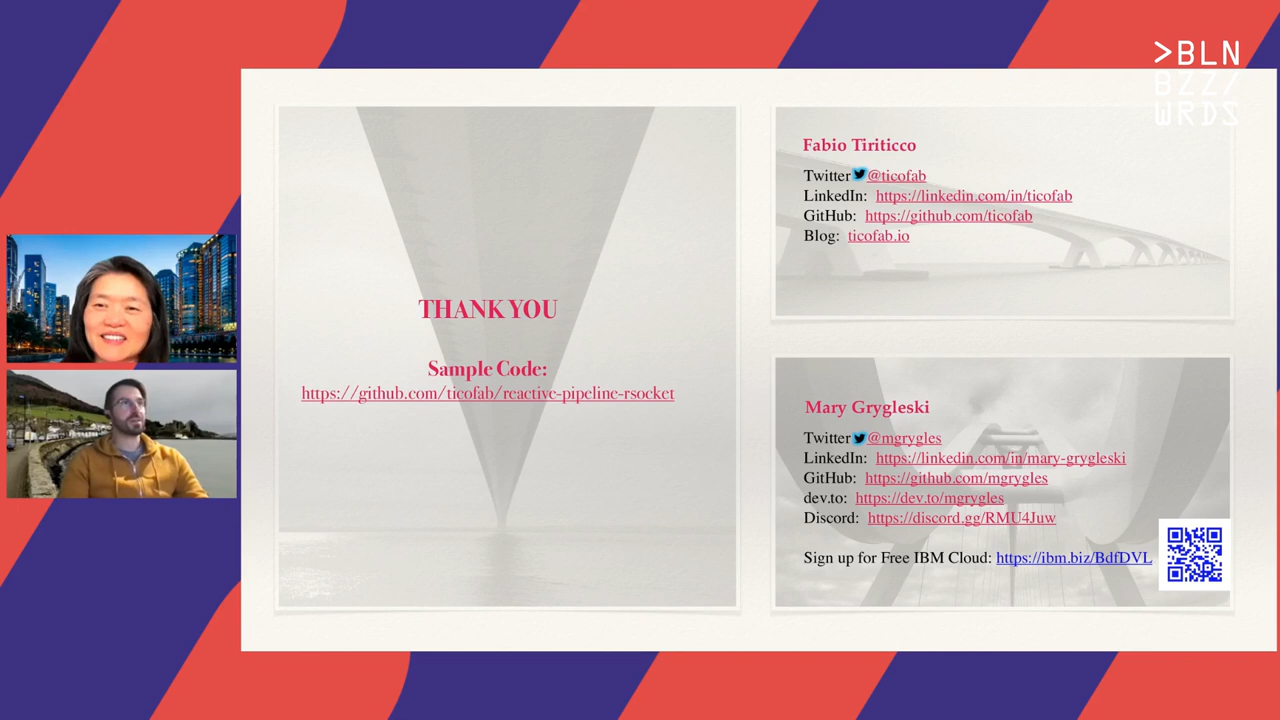 >BLN
BZZ/
WRDS
THANK YOU
Sample Code:
https://github.com/ticofab/reactive-pipeline-rsocket
Fabio Tiriticco
Twitter @ticofab
LinkedIn: https://linkedin.com/in/ticofab
GitHub: https://github.com/ticofab
Blog: ticofab.io
Mary Grygleski
Twitter @mgrygles
LinkedIn: https://linkedin.com/in/mary-grygleski
GitHub: https://github.com/mgrygles
dev.to: https://dev.to/mgrygles
Discord: https://discord.gg/RMU4Juw
Sign up for Free IBM Cloud: https://ibm.biz/BdfDVL